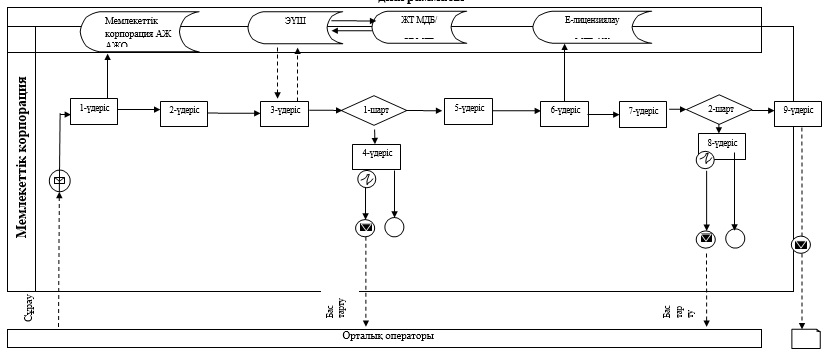 Мемлекеттік
корпорация АЖ
АЖО
ЭҮШ
ЖТ МДБ/
Е-лицензиялау
Мемлекеттік корпорация
1-үдеріс
2-үдеріс
3-үдеріс
1-шарт
5-үдеріс
6-үдеріс
7-үдеріс
2-шарт
9-үдеріс
4-үдеріс
8-үдеріс
Сұрау
Бас
тарту
Бас
тар
ту
Орталық операторы